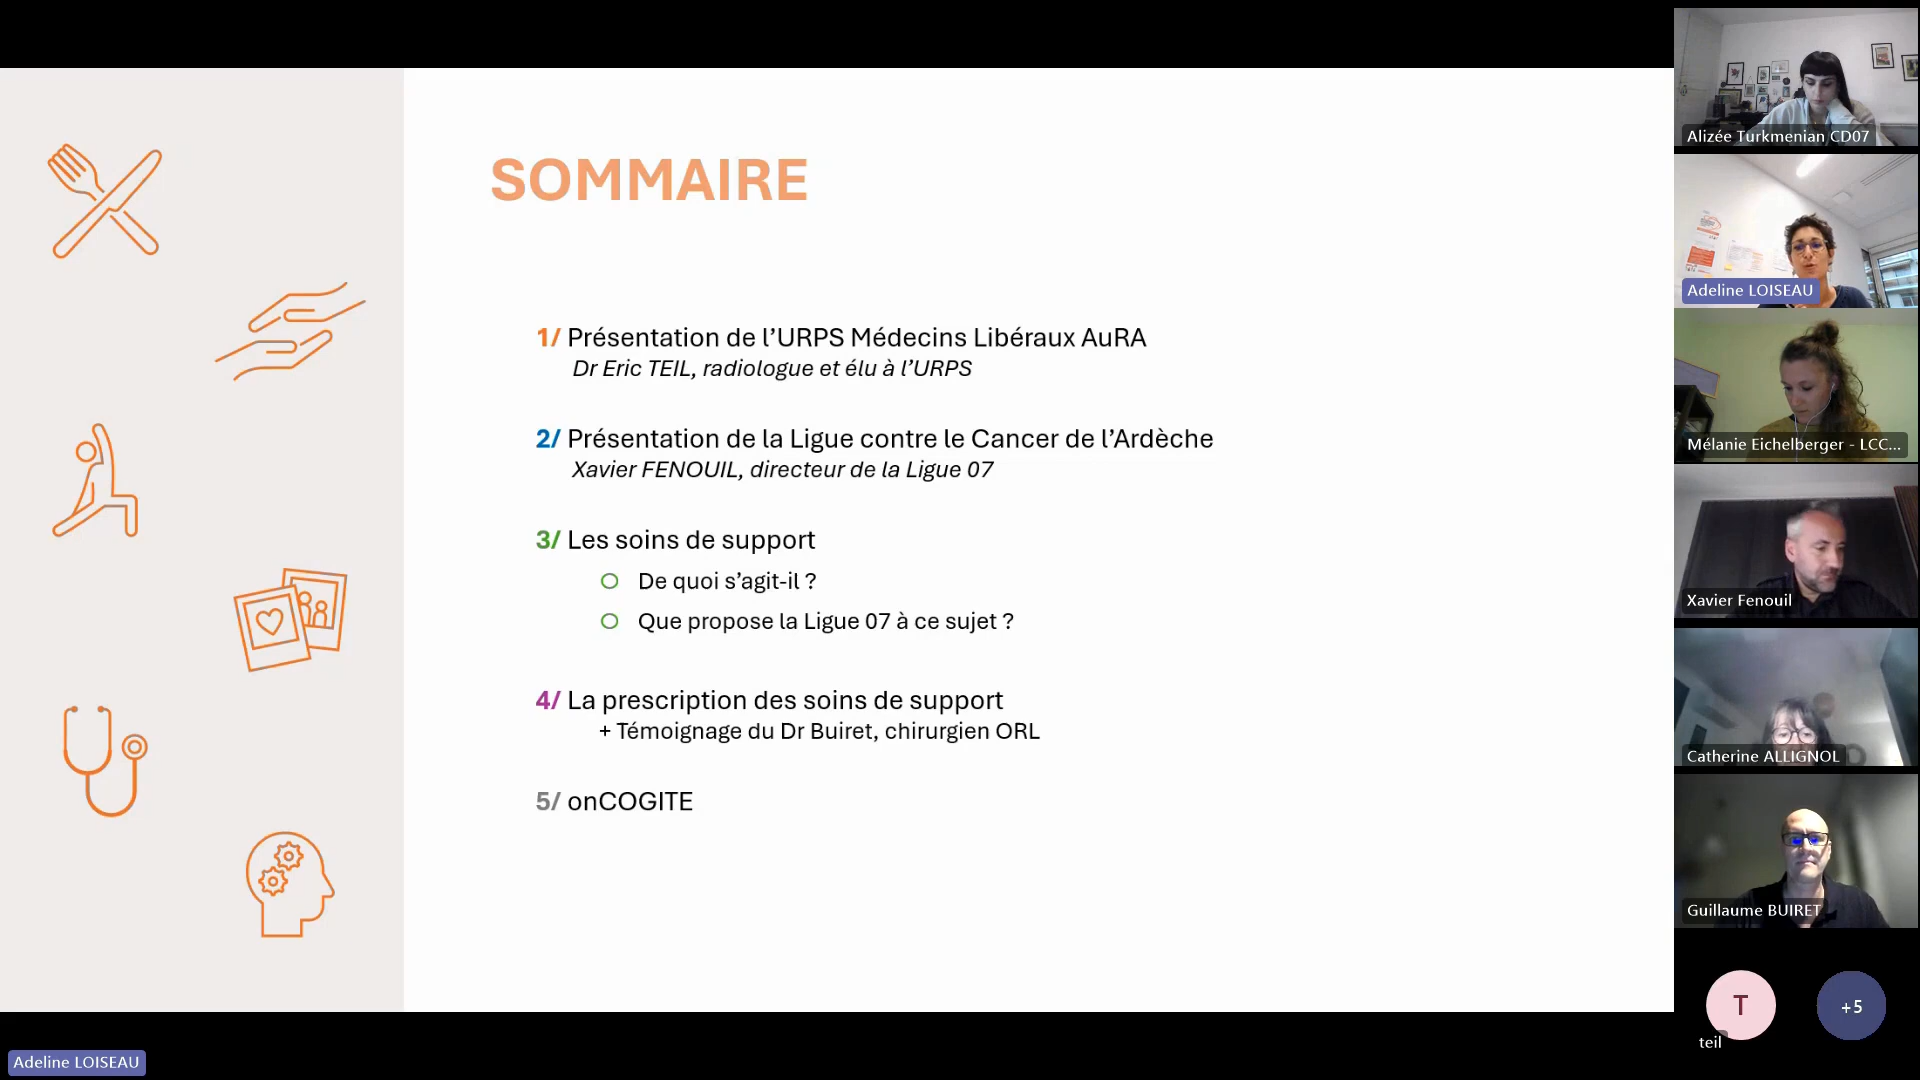 SOMMAIRE
1/ Présentation de l’URPS Médecins Libéraux AuRA
Dr Eric TEIL, radiologue et élu à l’URPS
2/ Présentation de la Ligue contre le Cancer de l’Ardèche
Xavier FENOUIL, directeur de la Ligue 07
3/ Les soins de support
De quoi s’agit-il ?
Que propose la Ligue 07 à ce sujet ?
4/ La prescription des soins de support
+ Témoignage du Dr Buiret, chirurgien ORL
5/ onCOGITE
Alizée Turkmenian CD07
Adeline LOISEAU
Mélanie Eichelberger - LCC...
Xavier Fenouil
Catherine ALLIGNOL
Guillaume BUIRET
T
+5
teil
Adeline LOISEAU